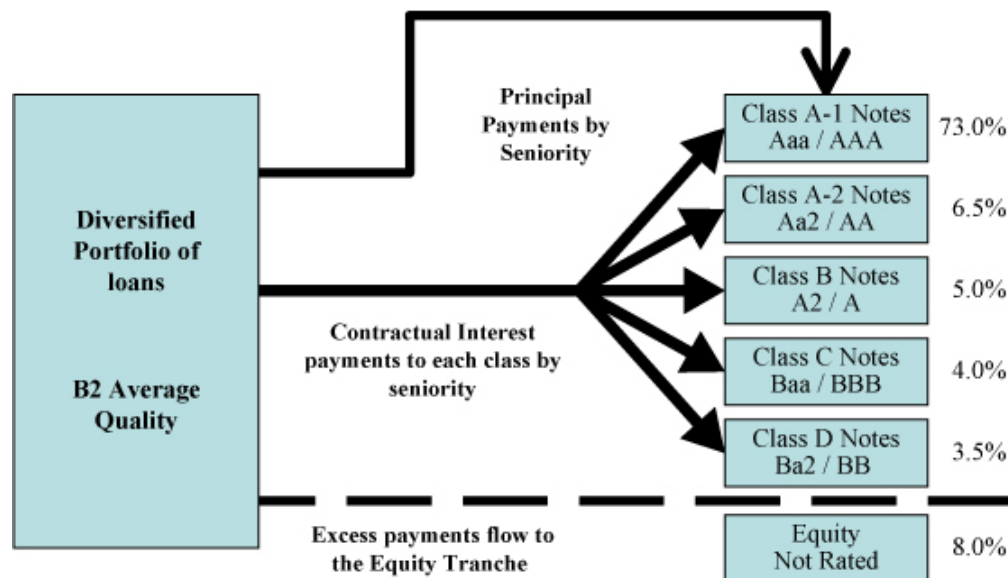 Diversified
Portfolio of
loans
B2 Average
Quality
Principal
Payments by
Seniority
Contractual Interest
payments to each class by
seniority
Excess payments flow to
the Equity Tranche
Class A-1 Notes
Aaa / AAA
73.0%
Class A-2 Notes
Aa2 / AA
6.5%
Class B Notes
A2 / A
5.0%
Class C Notes
Baa / BBB
4.0%
Class D Notes
Ba2 / BB
3.5%
Equity
Not Rated
8.0%